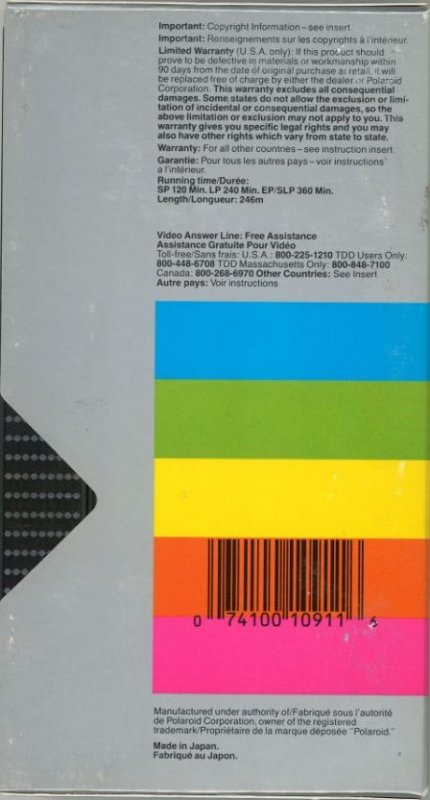 Important: Copyright Information–see insert.
Important: Renseignements sur les copyrights à l'intérieur.
Limited Warranty (U.S.A. only): If this product should
prove to be defective in materials or workmanship within
90 days from the date of original purchase at retail, it will
be replaced free of charge by either the dealer or Polaroid
Corporation. This warranty excludes all consequential
damages. Some states do not allow the exclusion or limi-
tation of incidental or consequential damages, so the
above limitation or exclusion may not apply to you. This
warranty gives you specific legal rights and you may
also have other rights which vary from state to state.
Warranty: For all other countries–see instruction insert.
Garantie: Pour tous les autres pays–voir instructions
a l'intérieur.
Running time/Durée:
SP 120 Min. LP 240 Min. EP/SLP 360 Min.
Length/Longueur: 246m
Video Answer Line: Free Assistance
Assistance Gratuite Pour Vidéo
Toll-free/Sans frais: U.S.A.: 800-225-1210 TDD Users Only:
800-448-6708 TDD Massachusetts Only: 800-848-7100
Canada: 800-268-6970 Other Countries: See Insert
Autre pays: Voir instructions
0 74100 10911 6
Manufactured under authority of/Fabriqué sous l'autorité
de Polaroid Corporation, owner of the registered
trademark/Propriétaire de la marque déposée "Polaroid."
Made in Japan.
Fabriqué au Japon.